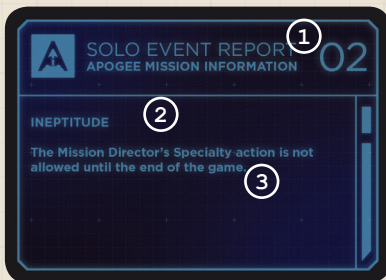 SOLO EVENT REPORT
1
02
APOGEE MISSION INFORMATION
2
INEPTITUDE
The Mission Director's Specialty action is not
allowed until the end of the game.
3